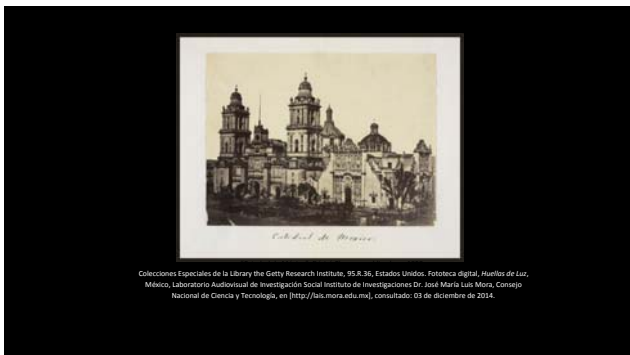 Catedral de Mexico.
Colecciones Especiales de la Library the Getty Research Institute, 95.R.36, Estados Unidos. Fototeca digital, Huellas de Luz,
México, Laboratorio Audiovisual de Investigación Social Instituto de Investigaciones Dr. José María Luis Mora, Consejo
Nacional de Ciencia y Tecnología, en [http://lais.mora.edu.mx], consultado: 03 de diciembre de 2014.